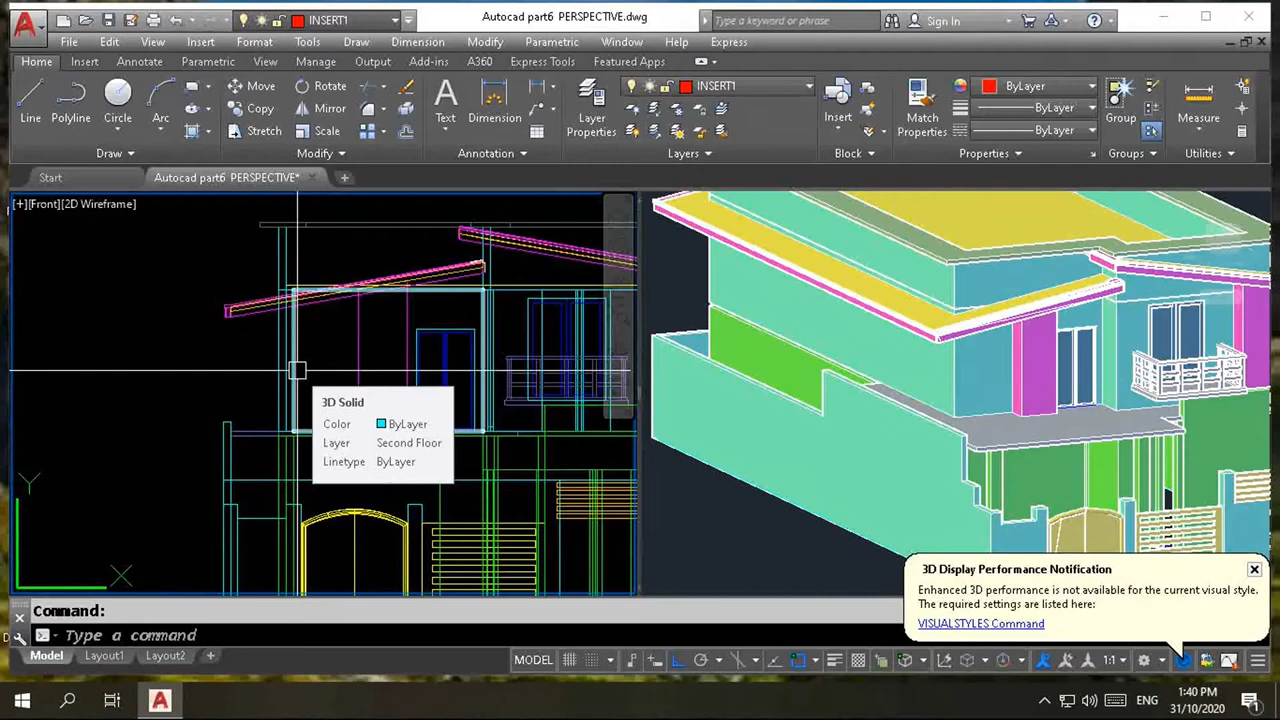 INSERT1
Autocad part6 PERSPECTIVE.dwg
Type a keyword or phrase
Sign In
File Edit View Insert Format Tools Draw Dimension Modify Parametric Window Help Express
Home Insert Annotate Parametric View Manage Output Add-ins A360 Express Tools Featured Apps
Line Polyline Circle Arc
Move Rotate
Copy Mirror
Stretch Scale
Text Dimension
Layer Properties
INSERT1
Insert
Match Properties
ByLayer
ByLayer
ByLayer
Group
Measure
Draw Modify Annotation Layers Block Properties Groups Utilities
Start Autocad part6 PERSPECTIVE*
[+][Front][2D Wireframe]
3D Solid
Color ByLayer
Layer Second Floor
Linetype ByLayer
Y
X
3D Display Performance Notification
Enhanced 3D performance is not available for the current visual style.
The required settings are listed here:
VISUALSTYLES Command
Command:
Type a command
Model Layout1 Layout2
MODEL
1:1
ENG
1:40 PM
31/10/2020
1